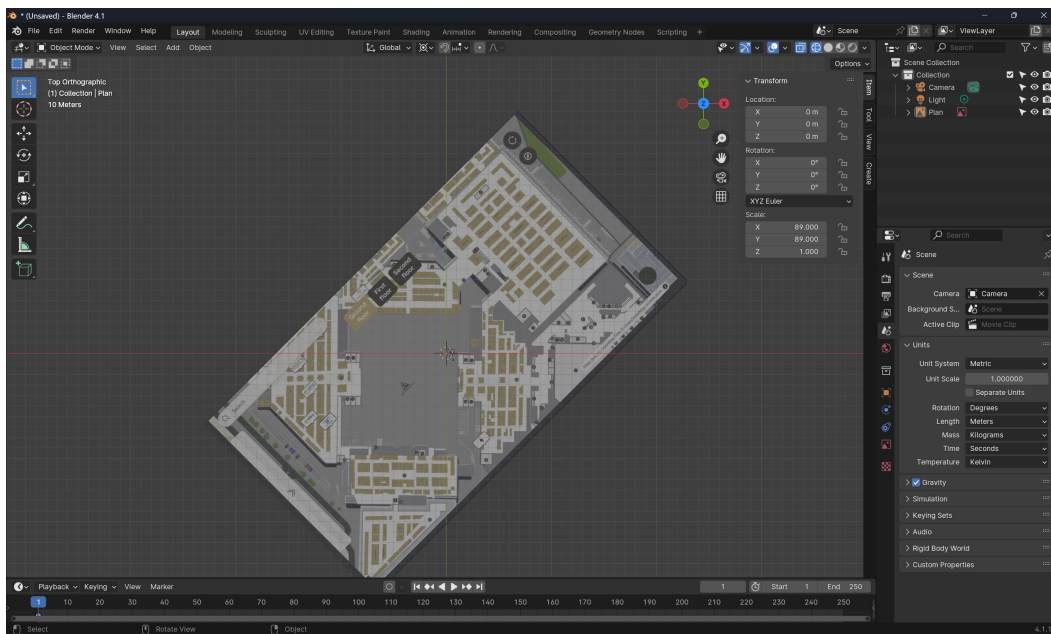 * (Unsaved) - Blender 4.1
File Edit Render Window Help Layout Modeling Sculpting UV Editing Texture Paint Shading Animation Rendering Compositing Geometry Nodes Scripting + Scene ViewLayer
Object Mode View Select Add Object Global Search
Options
Top Orthographic
(1) Collection | Plan
10 Meters
Y
Z
X
Second floor
First floor
Ground floor
Search
Transform
Location:
X 0 m
Y 0 m
Z 0 m
Rotation:
X 0°
Y 0°
Z 0°
XYZ Euler
Scale:
X 89.000
Y 89.000
Z 1.000
Item
Tool
View
Create
Scene Collection
Collection
Camera
Light
Plan
Search
Scene
Scene
Camera Camera
Background S... Scene
Active Clip Movie Clip
Units
Unit System Metric
Unit Scale 1.000000
Separate Units
Rotation Degrees
Length Meters
Mass Kilograms
Time Seconds
Temperature Kelvin
Gravity
Simulation
Keying Sets
Audio
Rigid Body World
Custom Properties
Playback Keying View Marker 1 Start 1 End 250
1 10 20 30 40 50 60 70 80 90 100 110 120 130 140 150 160 170 180 190 200 210 220 230 240 250
Select Rotate View Object 4.1.1